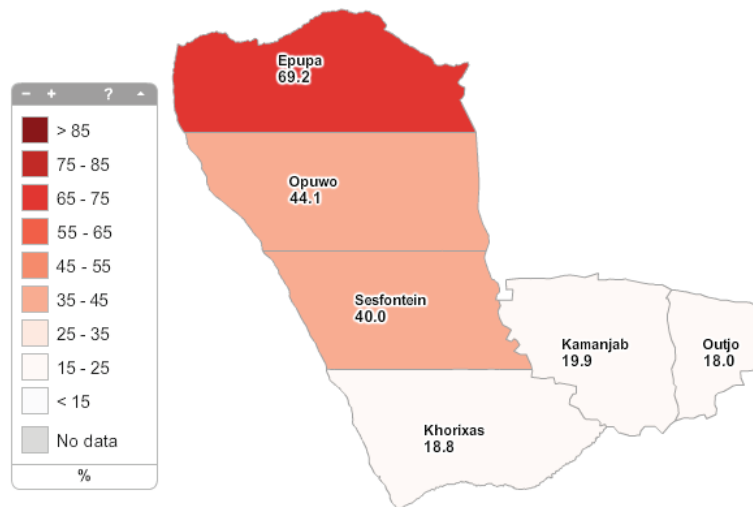 Epupa
69.2
− + ?
> 85
75 - 85
65 - 75
55 - 65
45 - 55
35 - 45
25 - 35
15 - 25
< 15
No data
%
Opuwo
44.1
Sesfontein
40.0
Kamanjab
19.9
Outjo
18.0
Khorixas
18.8